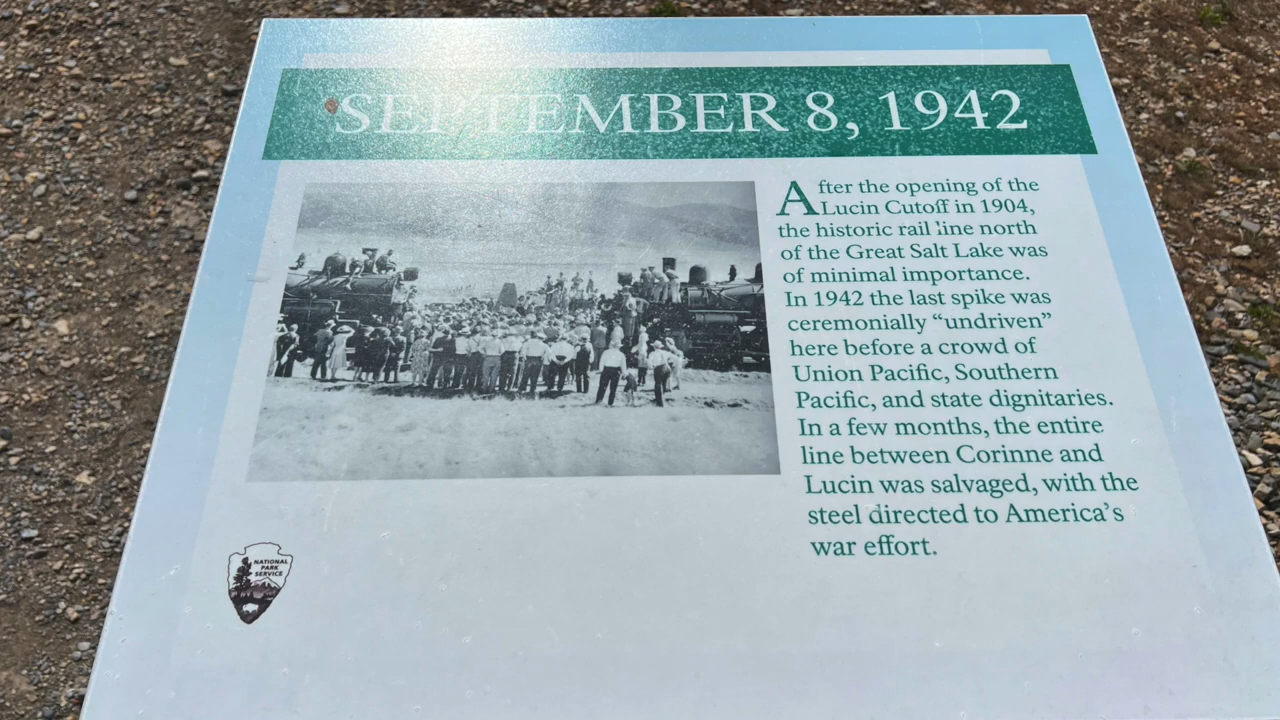 SEPTEMBER 8, 1942
After the opening of the
Lucin Cutoff in 1904,
the historic rail line north
of the Great Salt Lake was
of minimal importance.
In 1942 the last spike was
ceremonially “undriven”
here before a crowd of
Union Pacific, Southern
Pacific, and state dignitaries.
In a few months, the entire
line between Corinne and
Lucin was salvaged, with the
steel directed to America’s
war effort.
NATIONAL
PARK
SERVICE